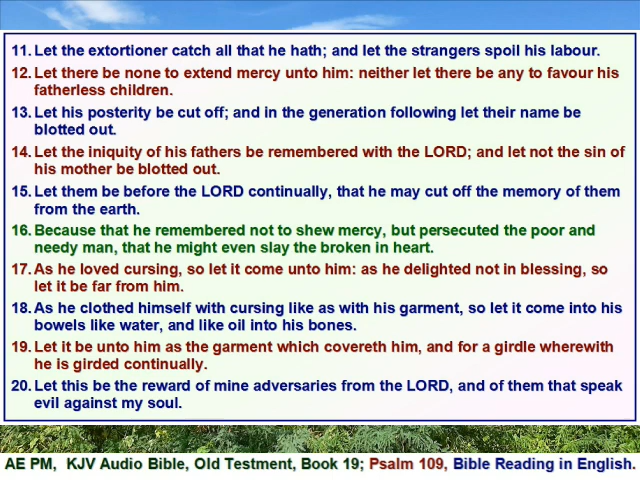 11. Let the extortioner catch all that he hath; and let the strangers spoil his labour.
12. Let there be none to extend mercy unto him: neither let there be any to favour his
fatherless children.
13. Let his posterity be cut off; and in the generation following let their name be
blotted out.
14. Let the iniquity of his fathers be remembered with the LORD; and let not the sin of
his mother be blotted out.
15. Let them be before the LORD continually, that he may cut off the memory of them
from the earth.
16. Because that he remembered not to shew mercy, but persecuted the poor and
needy man, that he might even slay the broken in heart.
17. As he loved cursing, so let it come unto him: as he delighted not in blessing, so
let it be far from him.
18. As he clothed himself with cursing like as with his garment, so let it come into his
bowels like water, and like oil into his bones.
19. Let it be unto him as the garment which covereth him, and for a girdle wherewith
he is girded continually.
20. Let this be the reward of mine adversaries from the LORD, and of them that speak
evil against my soul.
AE PM, KJV Audio Bible, Old Testment, Book 19; Psalm 109, Bible Reading in English.